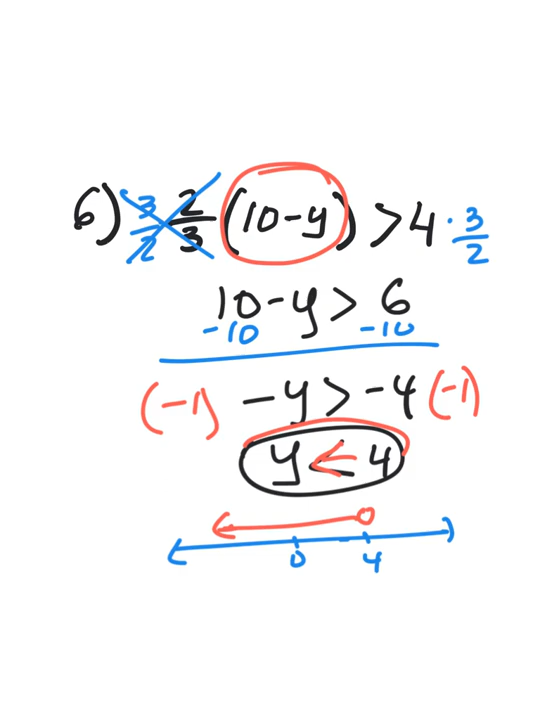 6) 3/2 2/3 (10-y) > 4 · 3/2
10-y > 6
-10 -10
(-1) -y > -4 (-1)
y < 4
0 4